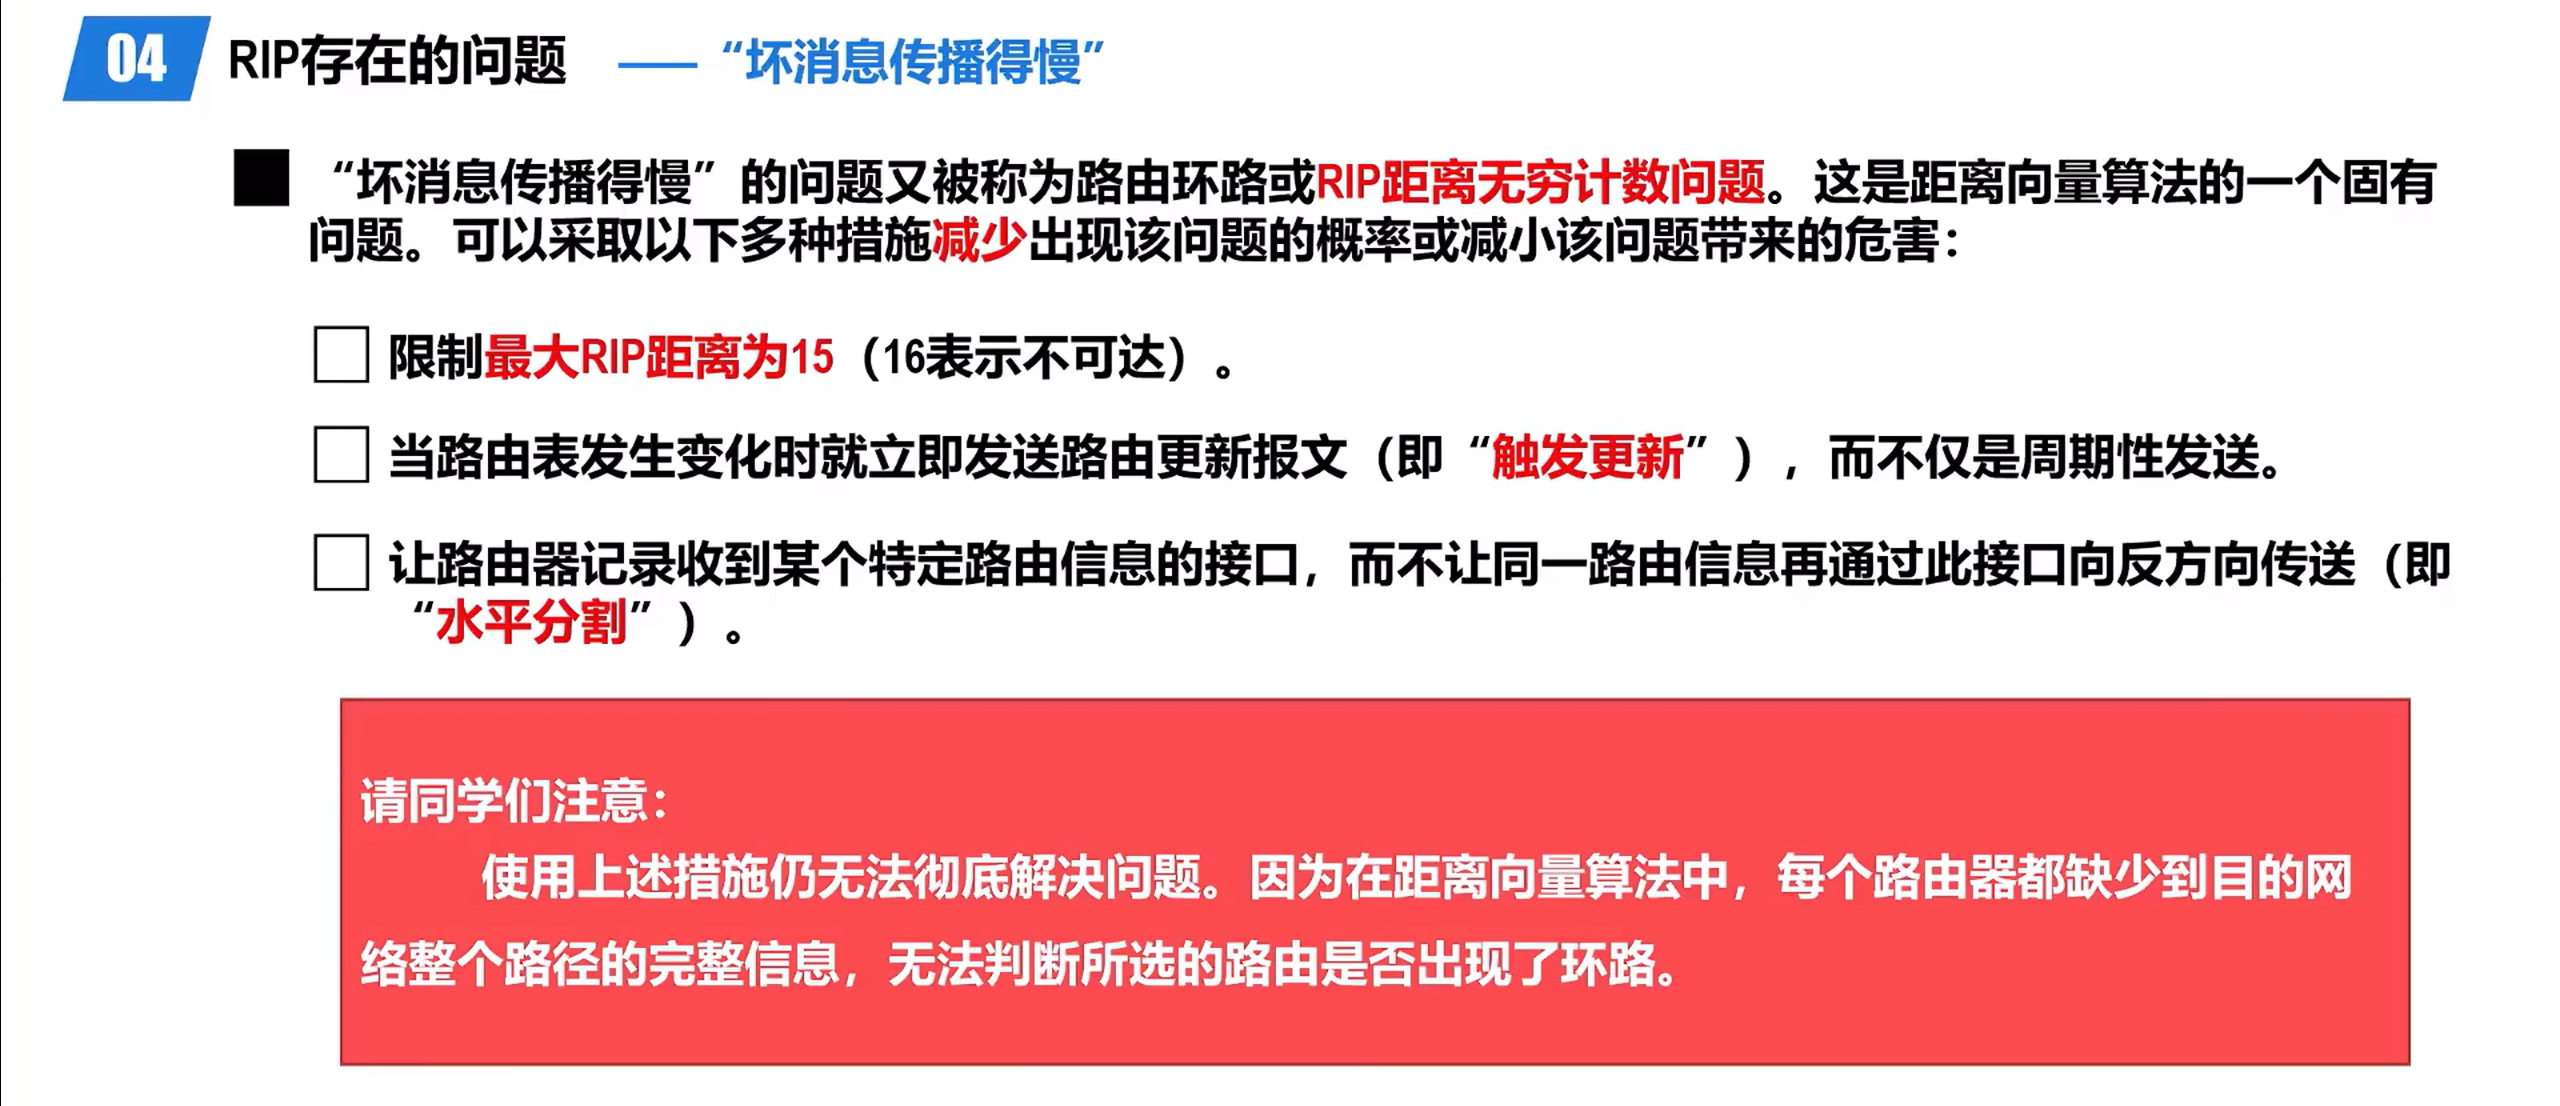 04 RIP存在的问题 —— “坏消息传播得慢”
“坏消息传播得慢”的问题又被称为路由环路或RIP距离无穷计数问题。这是距离向量算法的一个固有
问题。可以采取以下多种措施减少出现该问题的概率或减小该问题带来的危害：
限制最大RIP距离为15（16表示不可达）。
当路由表发生变化时就立即发送路由更新报文（即“触发更新”），而不仅是周期性发送。
让路由器记录收到某个特定路由信息的接口，而不让同一路由信息再通过此接口向反方向传送（即
“水平分割”）。
请同学们注意：
使用上述措施仍无法彻底解决问题。因为在距离向量算法中，每个路由器都缺少到目的网
络整个路径的完整信息，无法判断所选的路由是否出现了环路。